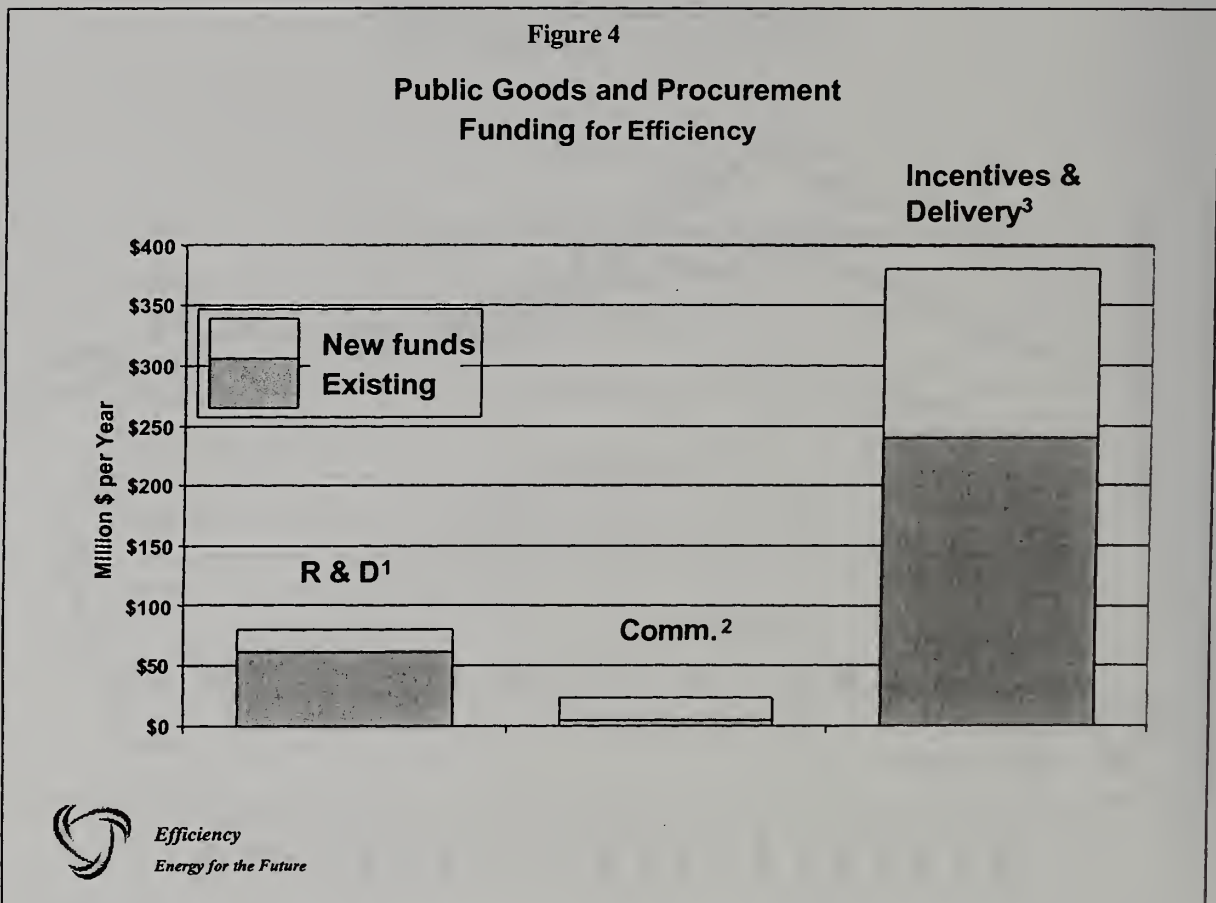 Figure 4
Public Goods and Procurement
Funding for Efficiency
Incentives &
Delivery³
$400
$350
$300
$250
$200
$150
$100
$50
$0
Million $ per Year
New funds
Existing
R & D¹
Comm.²
Efficiency
Energy for the Future